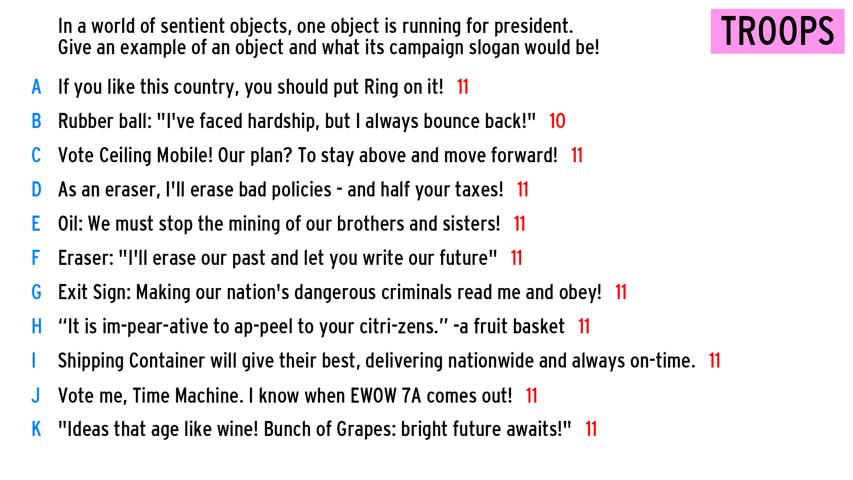 In a world of sentient objects, one object is running for president.
Give an example of an object and what its campaign slogan would be!
TROOPS
A If you like this country, you should put Ring on it! 11
B Rubber ball: "I've faced hardship, but I always bounce back!" 10
C Vote Ceiling Mobile! Our plan? To stay above and move forward! 11
D As an eraser, I'll erase bad policies - and half your taxes! 11
E Oil: We must stop the mining of our brothers and sisters! 11
F Eraser: "I'll erase our past and let you write our future" 11
G Exit Sign: Making our nation's dangerous criminals read me and obey! 11
H “It is im-pear-ative to ap-peel to your citri-zens.” -a fruit basket 11
I Shipping Container will give their best, delivering nationwide and always on-time. 11
J Vote me, Time Machine. I know when EWOW 7A comes out! 11
K "Ideas that age like wine! Bunch of Grapes: bright future awaits!" 11